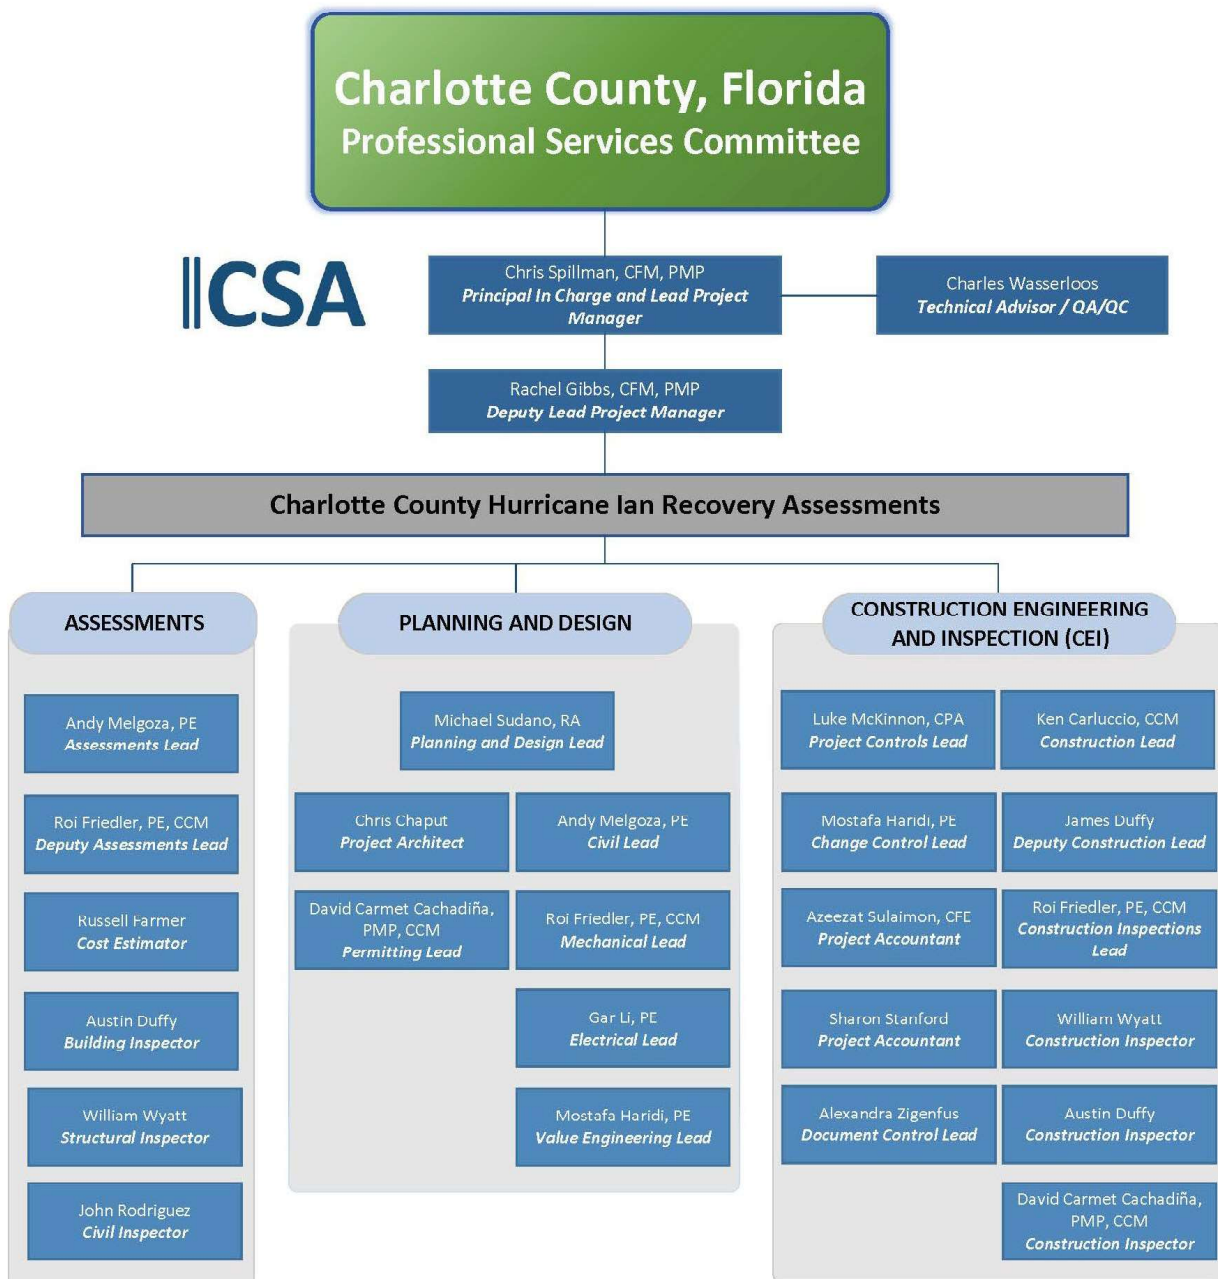 Charlotte County, Florida
Professional Services Committee
CSA
Chris Spillman, CFM, PMP
Principal In Charge and Lead Project
Manager
Charles Wasserloos
Technical Advisor / QA/QC
Rachel Gibbs, CFM, PMP
Deputy Lead Project Manager
Charlotte County Hurricane Ian Recovery Assessments
ASSESSMENTS
Andy Melgoza, PE
Assessments Lead
Roi Friedler, PE, CCM
Deputy Assessments Lead
Russell Farmer
Cost Estimator
Austin Duffy
Building Inspector
William Wyatt
Structural Inspector
John Rodriguez
Civil Inspector
PLANNING AND DESIGN
Michael Sudano, RA
Planning and Design Lead
Chris Chaput
Project Architect
Andy Melgoza, PE
Civil Lead
David Carmet Cachadiña,
PMP, CCM
Permitting Lead
Roi Friedler, PE, CCM
Mechanical Lead
Gar Li, PE
Electrical Lead
Mostafa Haridi, PE
Value Engineering Lead
CONSTRUCTION ENGINEERING
AND INSPECTION (CEI)
Luke McKinnon, CPA
Project Controls Lead
Ken Carluccio, CCM
Construction Lead
Mostafa Haridi, PE
Change Control Lead
James Duffy
Deputy Construction Lead
Azeezat Sulaimon, CFE
Project Accountant
Roi Friedler, PE, CCM
Construction Inspections
Lead
Sharon Stanford
Project Accountant
William Wyatt
Construction Inspector
Alexandra Zigenfus
Document Control Lead
Austin Duffy
Construction Inspector
David Carmet Cachadiña,
PMP, CCM
Construction Inspector